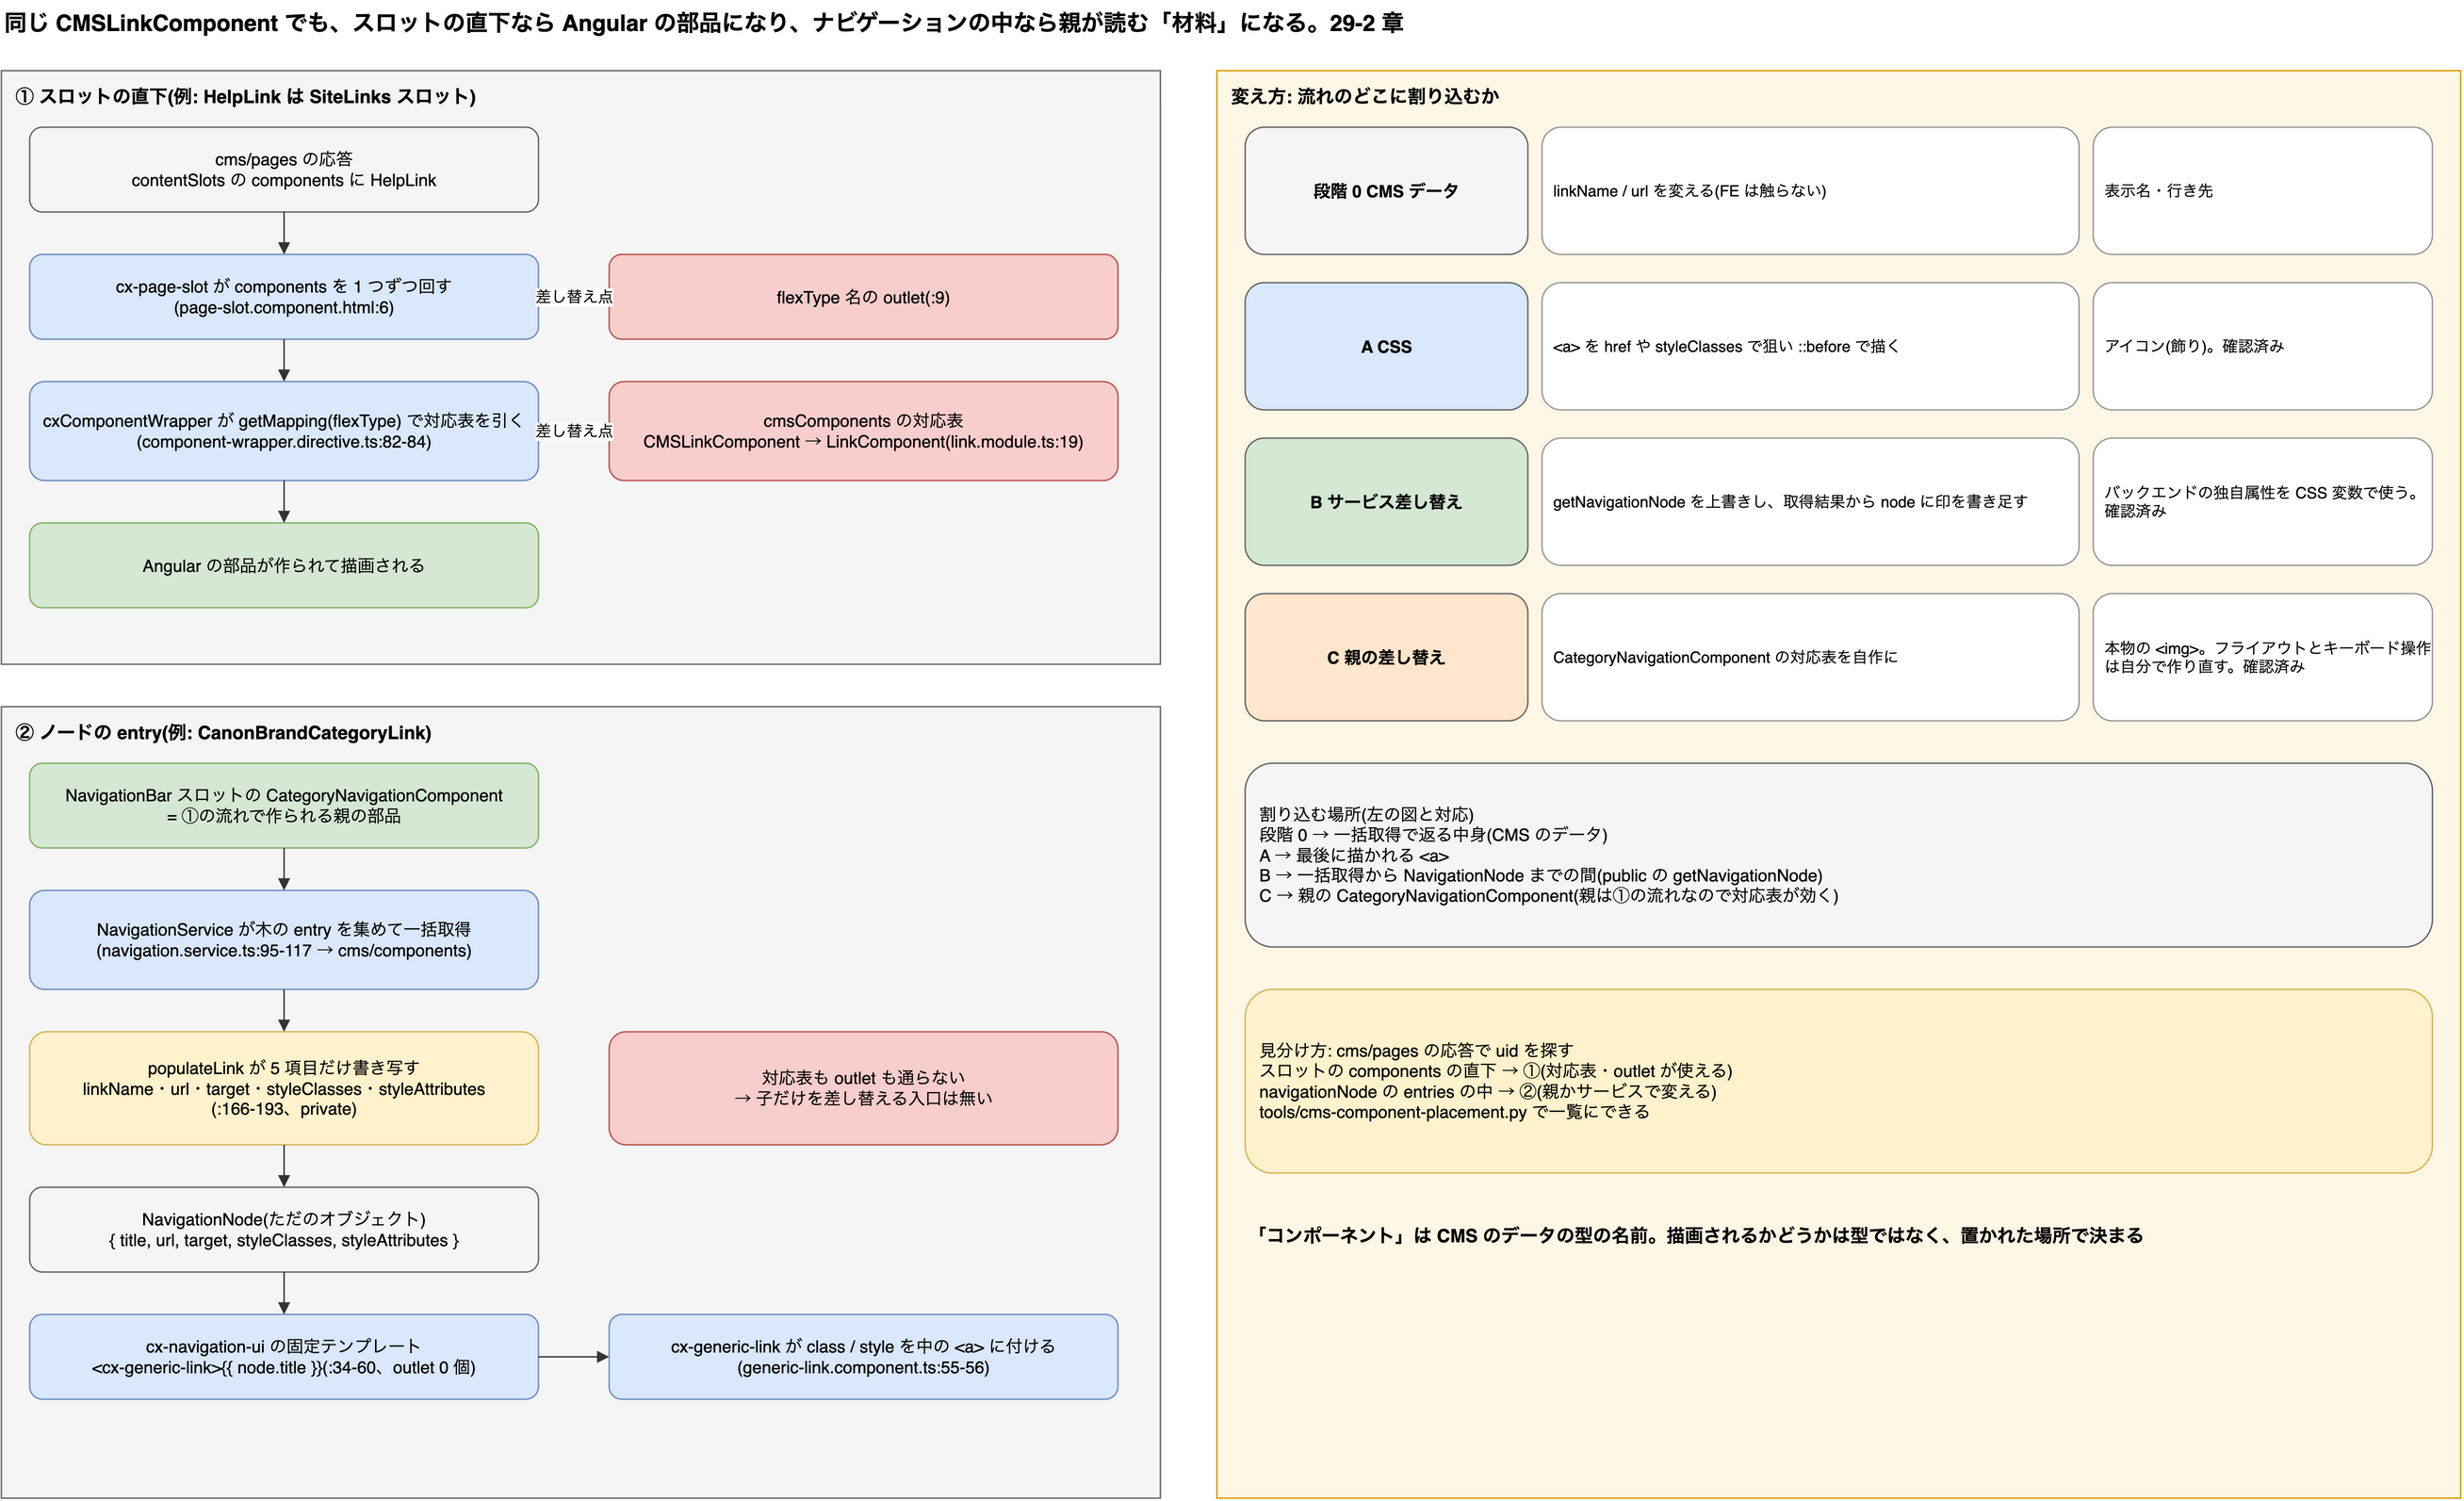 同じ CMSLinkComponent でも、スロットの直下なら Angular の部品になり、ナビゲーションの中なら親が読む「材料」になる。29-2 章
① スロットの直下(例: HelpLink は SiteLinks スロット)
cms/pages の応答
contentSlots の components に HelpLink
cx-page-slot が components を 1 つずつ回す
(page-slot.component.html:6)
差し替え点
flexType 名の outlet(:9)
cxComponentWrapper が getMapping(flexType) で対応表を引く
(component-wrapper.directive.ts:82-84)
差し替え点
cmsComponents の対応表
CMSLinkComponent → LinkComponent(link.module.ts:19)
Angular の部品が作られて描画される
② ノードの entry(例: CanonBrandCategoryLink)
NavigationBar スロットの CategoryNavigationComponent
= ①の流れで作られる親の部品
NavigationService が木の entry を集めて一括取得
(navigation.service.ts:95-117 → cms/components)
populateLink が 5 項目だけ書き写す
linkName・url・target・styleClasses・styleAttributes
(:166-193、private)
対応表も outlet も通らない
→ 子だけを差し替える入口は無い
NavigationNode(ただのオブジェクト)
{ title, url, target, styleClasses, styleAttributes }
cx-navigation-ui の固定テンプレート
<cx-generic-link>{{ node.title }}(:34-60、outlet 0 個)
cx-generic-link が class / style を中の <a> に付ける
(generic-link.component.ts:55-56)
変え方: 流れのどこに割り込むか
段階 0 CMS データ
linkName / url を変える(FE は触らない)
表示名・行き先
A CSS
<a> を href や styleClasses で狙い ::before で描く
アイコン(飾り)。確認済み
B サービス差し替え
getNavigationNode を上書きし、取得結果から node に印を書き足す
バックエンドの独自属性を CSS 変数で使う。
確認済み
C 親の差し替え
CategoryNavigationComponent の対応表を自作に
本物の <img>。フライアウトとキーボード操作
は自分で作り直す。確認済み
割り込む場所(左の図と対応)
段階 0 → 一括取得で返る中身(CMS のデータ)
A → 最後に描かれる <a>
B → 一括取得から NavigationNode までの間(public の getNavigationNode)
C → 親の CategoryNavigationComponent(親は①の流れなので対応表が効く)
見分け方: cms/pages の応答で uid を探す
スロットの components の直下 → ①(対応表・outlet が使える)
navigationNode の entries の中 → ②(親かサービスで変える)
tools/cms-component-placement.py で一覧にできる
「コンポーネント」は CMS のデータの型の名前。描画されるかどうかは型ではなく、置かれた場所で決まる